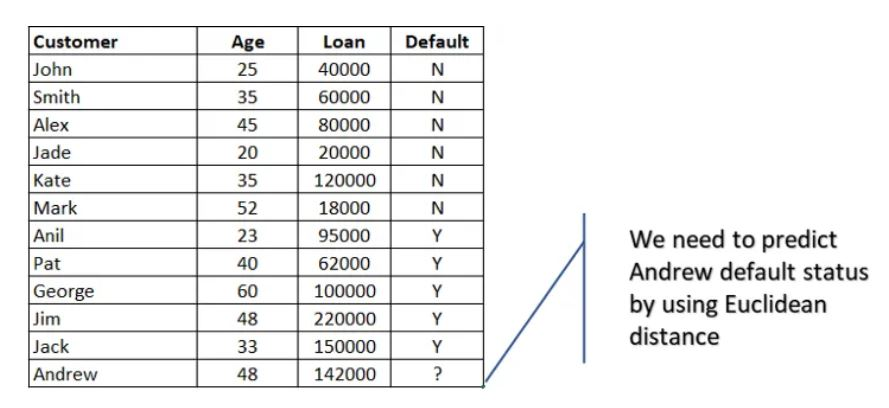 Customer Age Loan Default
John 25 40000 N
Smith 35 60000 N
Alex 45 80000 N
Jade 20 20000 N
Kate 35 120000 N
Mark 52 18000 N
Anil 23 95000 Y
Pat 40 62000 Y
George 60 100000 Y
Jim 48 220000 Y
Jack 33 150000 Y
Andrew 48 142000 ?
We need to predict
Andrew default status
by using Euclidean
distance